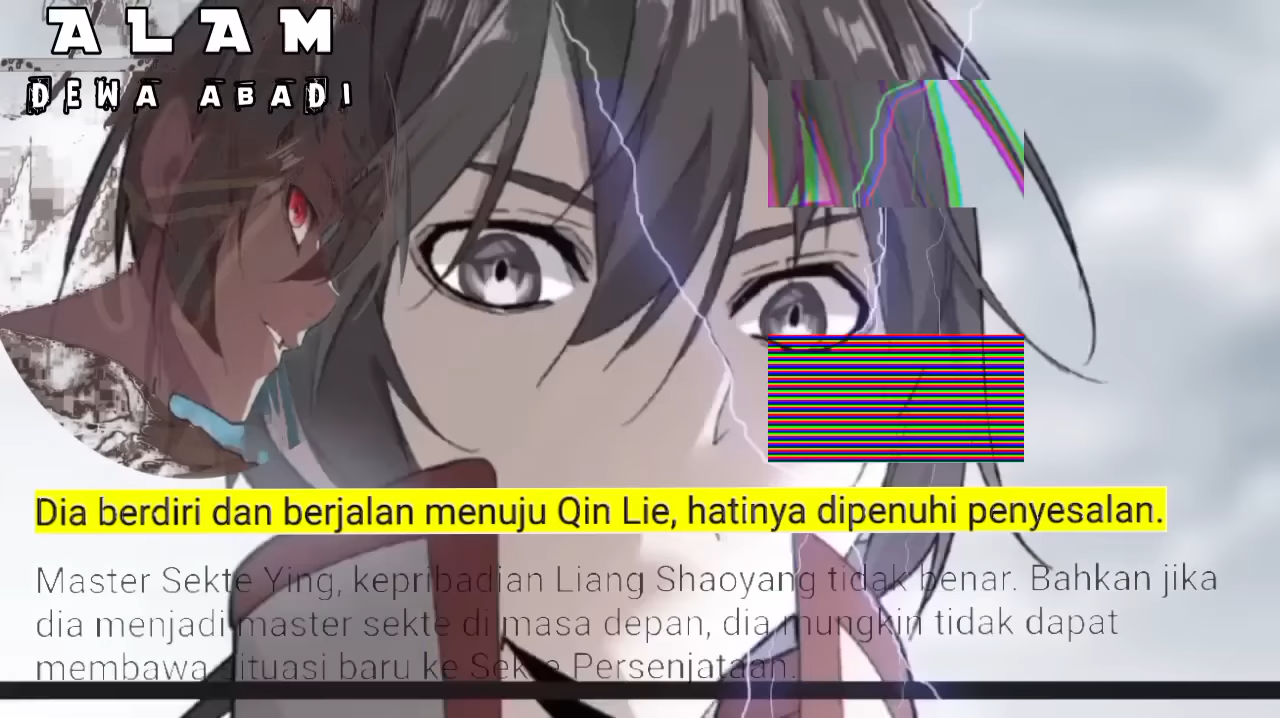 ALAM
DEWA ABADI
Dia berdiri dan berjalan menuju Qin Lie, hatinya dipenuhi penyesalan.
Master Sekte Ying, kepribadian Liang Shaoyang tidak benar. Bahkan jika
dia menjadi master sekte di masa depan, dia mungkin tidak dapat
membawa situasi baru ke Sekte Persenjataan.